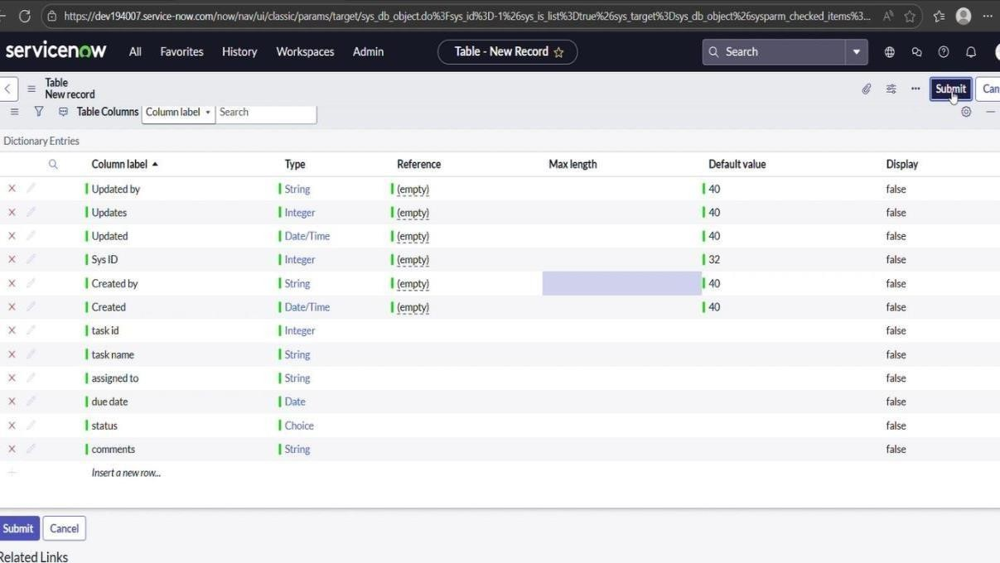 https://dev194007.service-now.com/now/nav/ui/classic/params/target/sys_db_object.do%3Fsys_id%3D-1%26sys_is_list%3Dtrue%26sys_target%3Dsys_db_object%26sysparm_checked_items%3...
servicenow All Favorites History Workspaces Admin Table - New Record Search
Table
New record
Submit Can
Table Columns Column label Search
Dictionary Entries
Column label Type Reference Max length Default value Display
Updated by String (empty) 40 false
Updates Integer (empty) 40 false
Updated Date/Time (empty) 40 false
Sys ID Integer (empty) 32 false
Created by String (empty) 40 false
Created Date/Time (empty) 40 false
task id Integer false
task name String false
assigned to String false
due date Date false
status Choice false
comments String false
Insert a new row...
Submit Cancel
Related Links